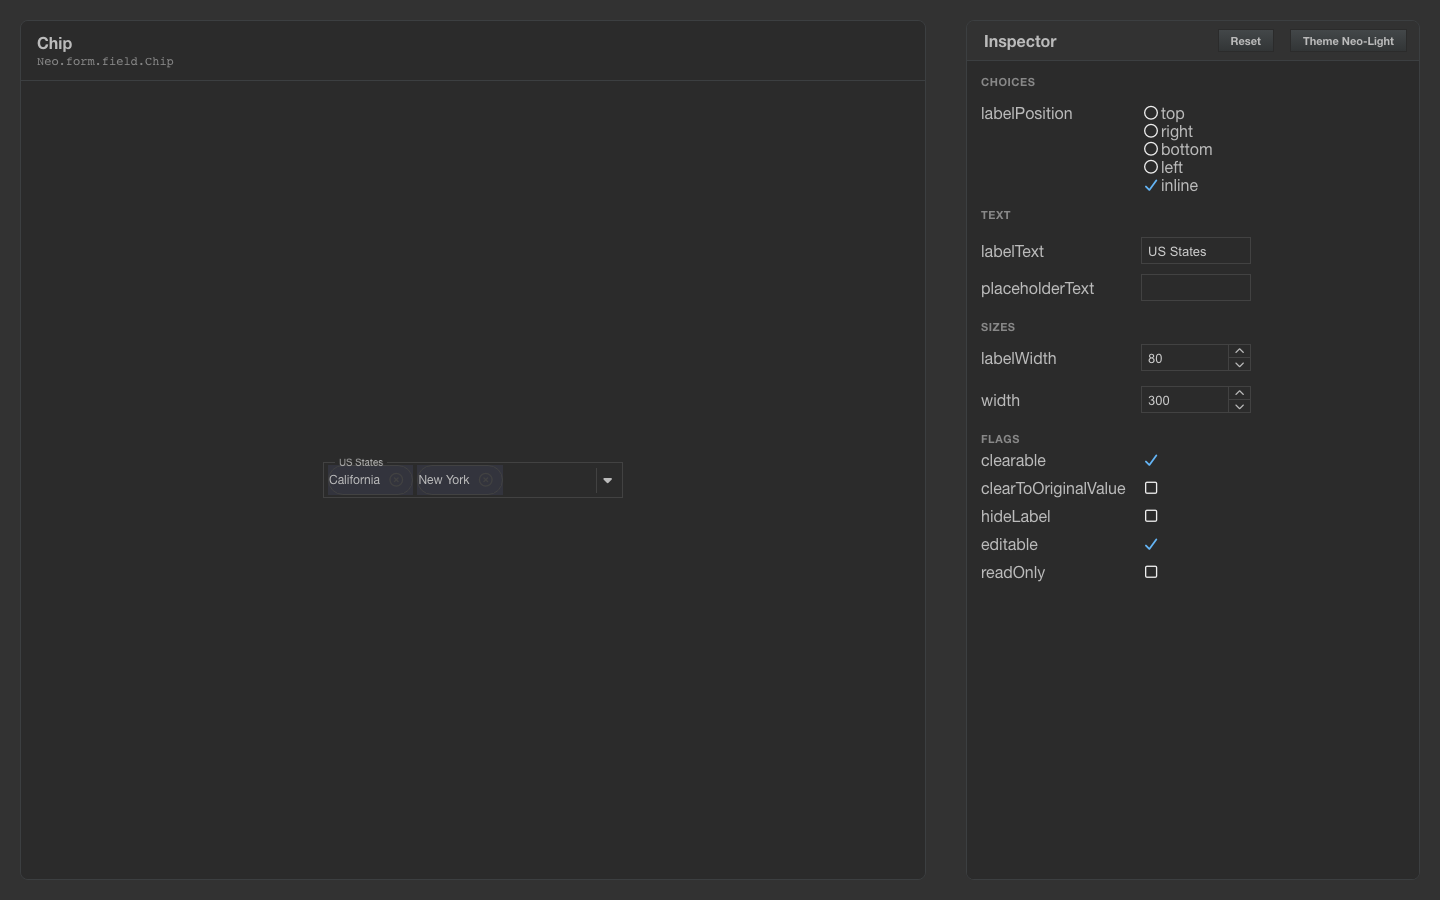 Chip
Neo.form.field.Chip
US States
California
New York
Inspector
Reset
Theme Neo-Light
CHOICES
labelPosition
top
right
bottom
left
inline
TEXT
labelText
US States
placeholderText
SIZES
labelWidth
80
width
300
FLAGS
clearable
clearToOriginalValue
hideLabel
editable
readOnly